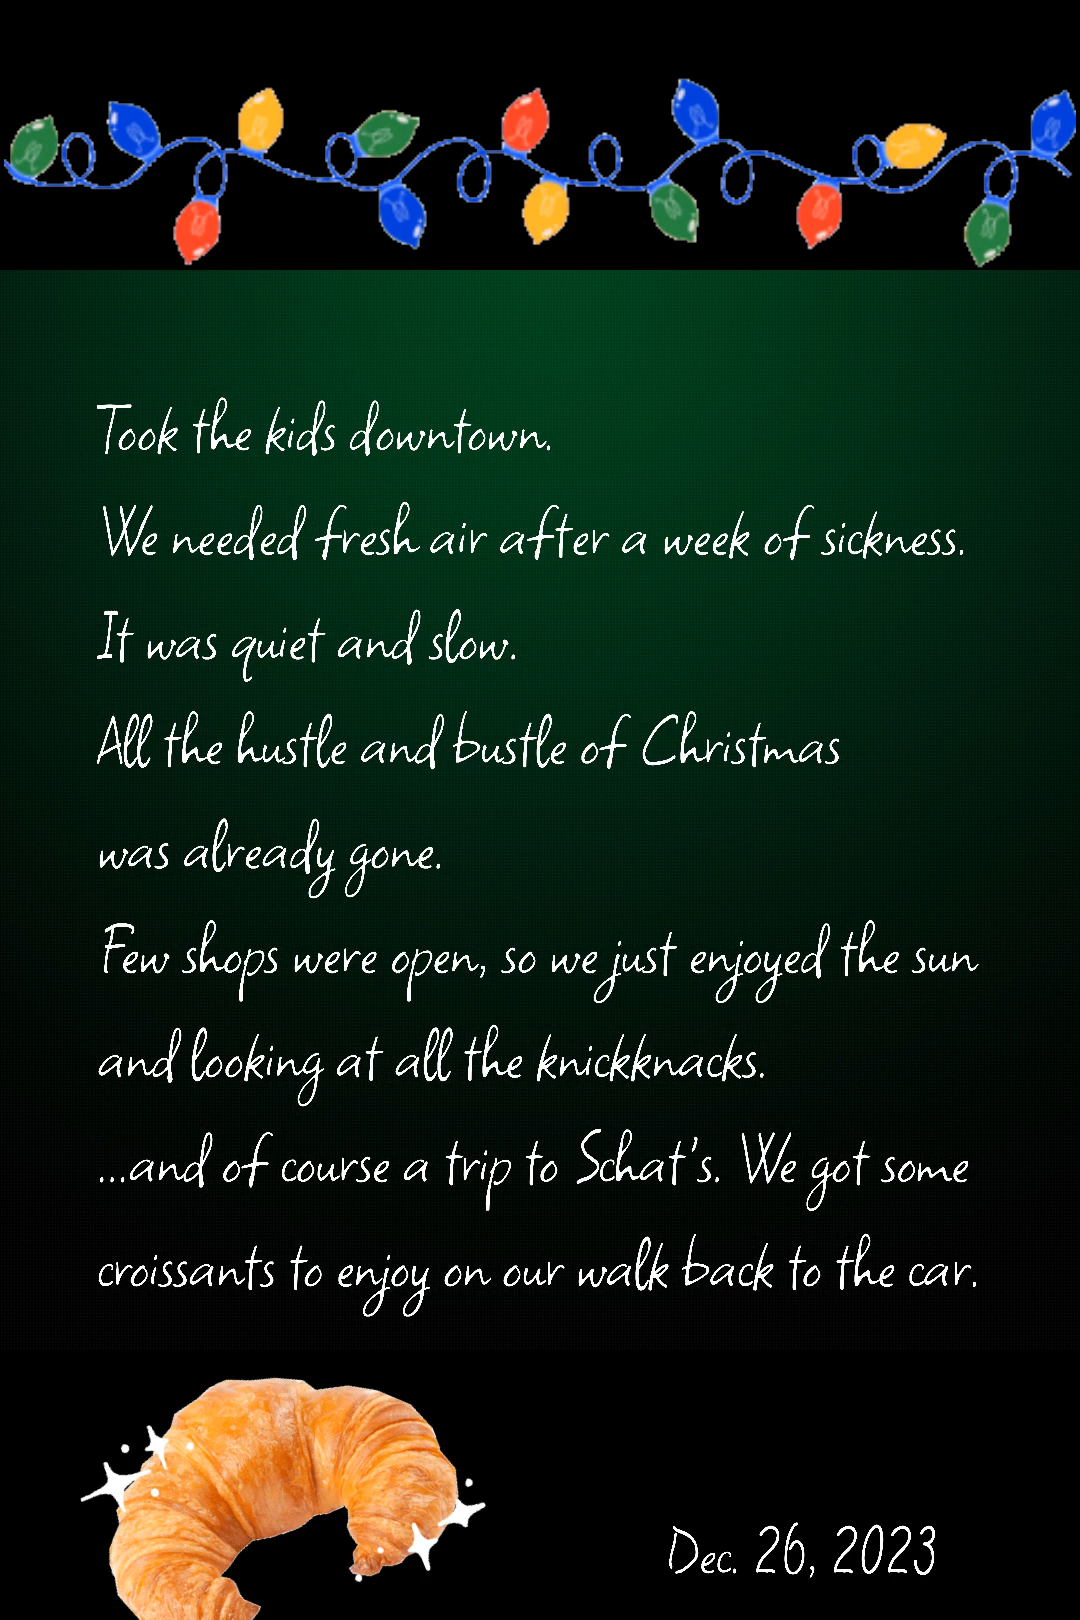 Took the kids downtown.
We needed fresh air after a week of sickness.
It was quiet and slow.
All the hustle and bustle of Christmas
was already gone.
Few shops were open, so we just enjoyed the sun
and looking at all the knickknacks.
...and of course a trip to Schat's. We got some
croissants to enjoy on our walk back to the car.
Dec. 26, 2023